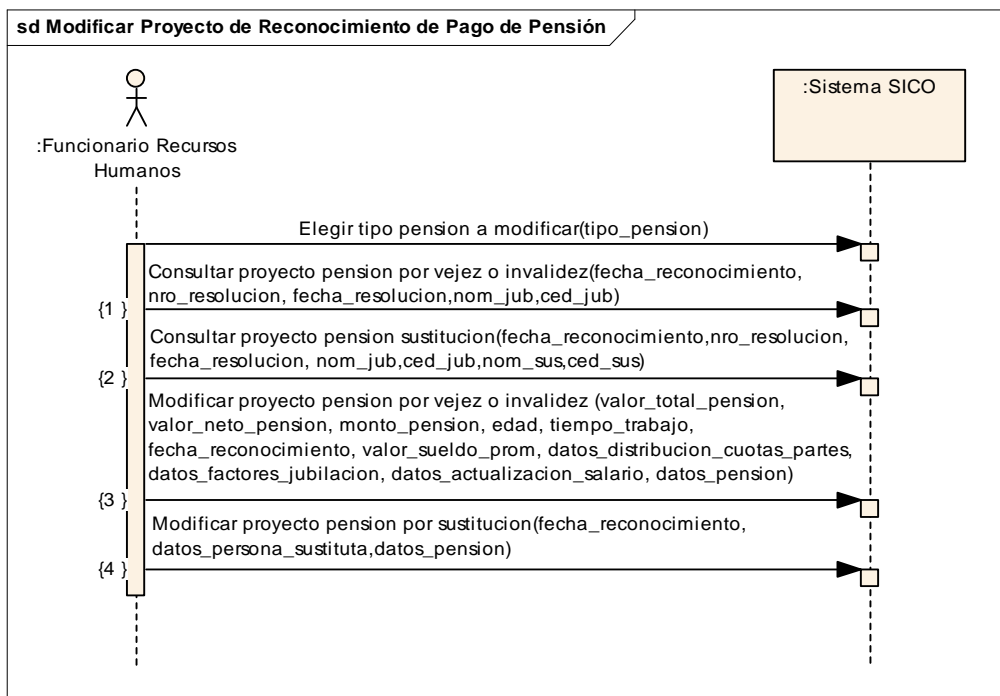 sd Modificar Proyecto de Reconocimiento de Pago de Pensión
:Sistema SICO
:Funcionario Recursos
Humanos
Elegir tipo pension a modificar(tipo_pension)
Consultar proyecto pension por vejez o invalidez(fecha_reconocimiento,
nro_resolucion, fecha_resolucion,nom_jub,ced_jub)
{1 }
Consultar proyecto pension sustitucion(fecha_reconocimiento,nro_resolucion,
fecha_resolucion, nom_jub,ced_jub,nom_sus,ced_sus)
{2 }
Modificar proyecto pension por vejez o invalidez (valor_total_pension,
valor_neto_pension, monto_pension, edad, tiempo_trabajo,
fecha_reconocimiento, valor_sueldo_prom, datos_distribucion_cuotas_partes,
datos_factores_jubilacion, datos_actualizacion_salario, datos_pension)
{3 }
Modificar proyecto pension por sustitucion(fecha_reconocimiento,
datos_persona_sustituta,datos_pension)
{4 }